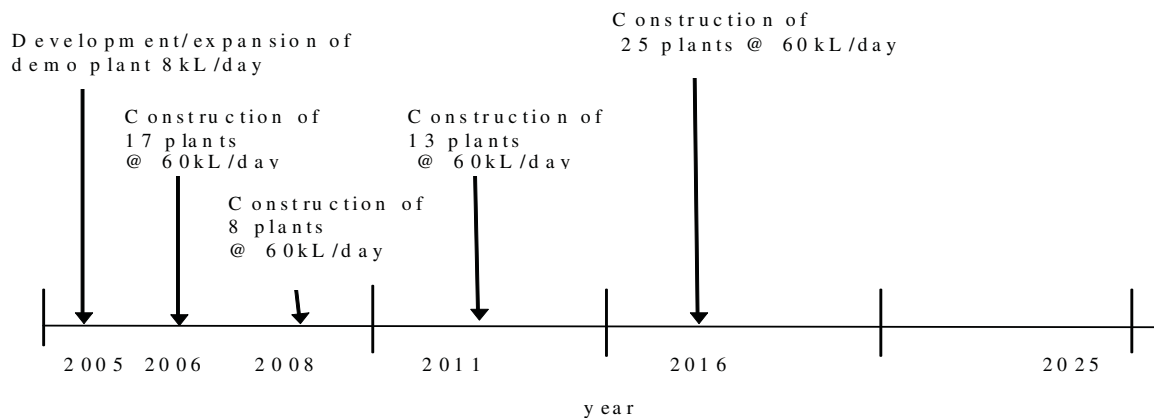 Development/expansion of
demo plant 8kL/day
Construction of
17 plants
@ 60kL/day
Construction of
8 plants
@ 60kL/day
Construction of
13 plants
@ 60kL/day
Construction of
25 plants @ 60kL/day
2005 2006 2008 2011 2016 2025
year